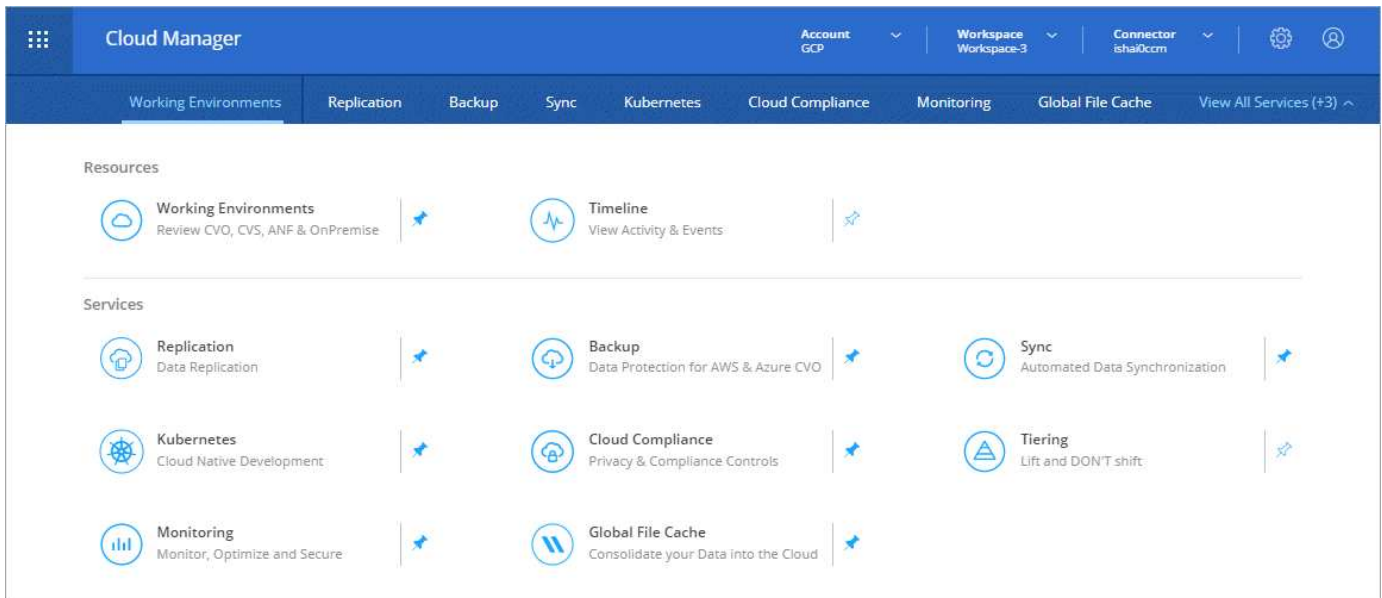 Cloud Manager
Account
GCP
Workspace
Workspace-3
Connector
ishai0ccm
Working Environments Replication Backup Sync Kubernetes Cloud Compliance Monitoring Global File Cache View All Services (+3)
Resources
Working Environments
Review CVO, CVS, ANF & OnPremise
Timeline
View Activity & Events
Services
Replication
Data Replication
Backup
Data Protection for AWS & Azure CVO
Sync
Automated Data Synchronization
Kubernetes
Cloud Native Development
Cloud Compliance
Privacy & Compliance Controls
Tiering
Lift and DON'T shift
Monitoring
Monitor, Optimize and Secure
Global File Cache
Consolidate your Data into the Cloud